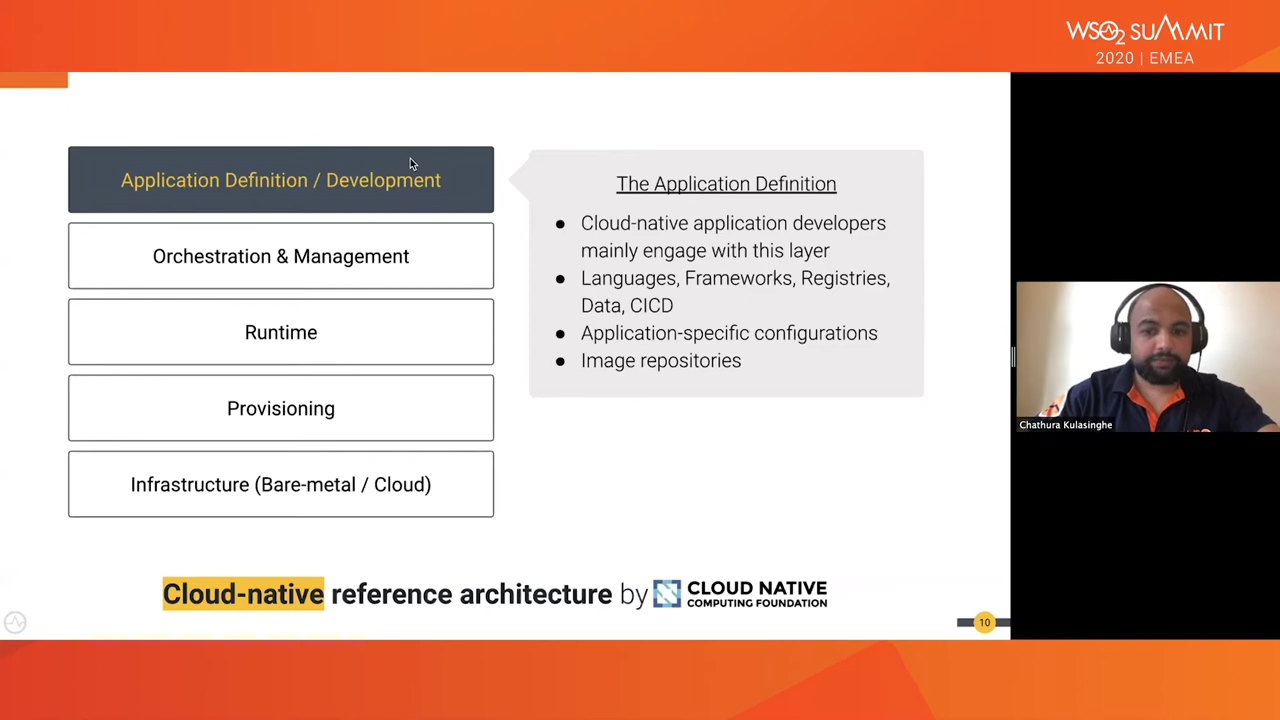 WSO2 SUMMIT
2020 | EMEA
Application Definition / Development
Orchestration & Management
Runtime
Provisioning
Infrastructure (Bare-metal / Cloud)
The Application Definition
● Cloud-native application developers
mainly engage with this layer
● Languages, Frameworks, Registries,
Data, CICD
● Application-specific configurations
● Image repositories
Chathura Kulasinghe
Cloud-native reference architecture by CLOUD NATIVE
COMPUTING FOUNDATION
10